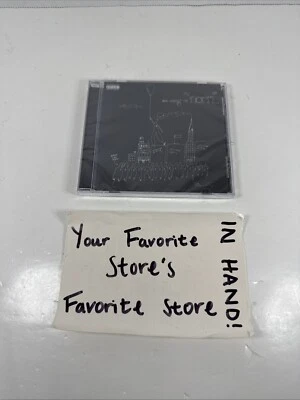 Your Favorite
Store's
Favorite Store
IN HAND!